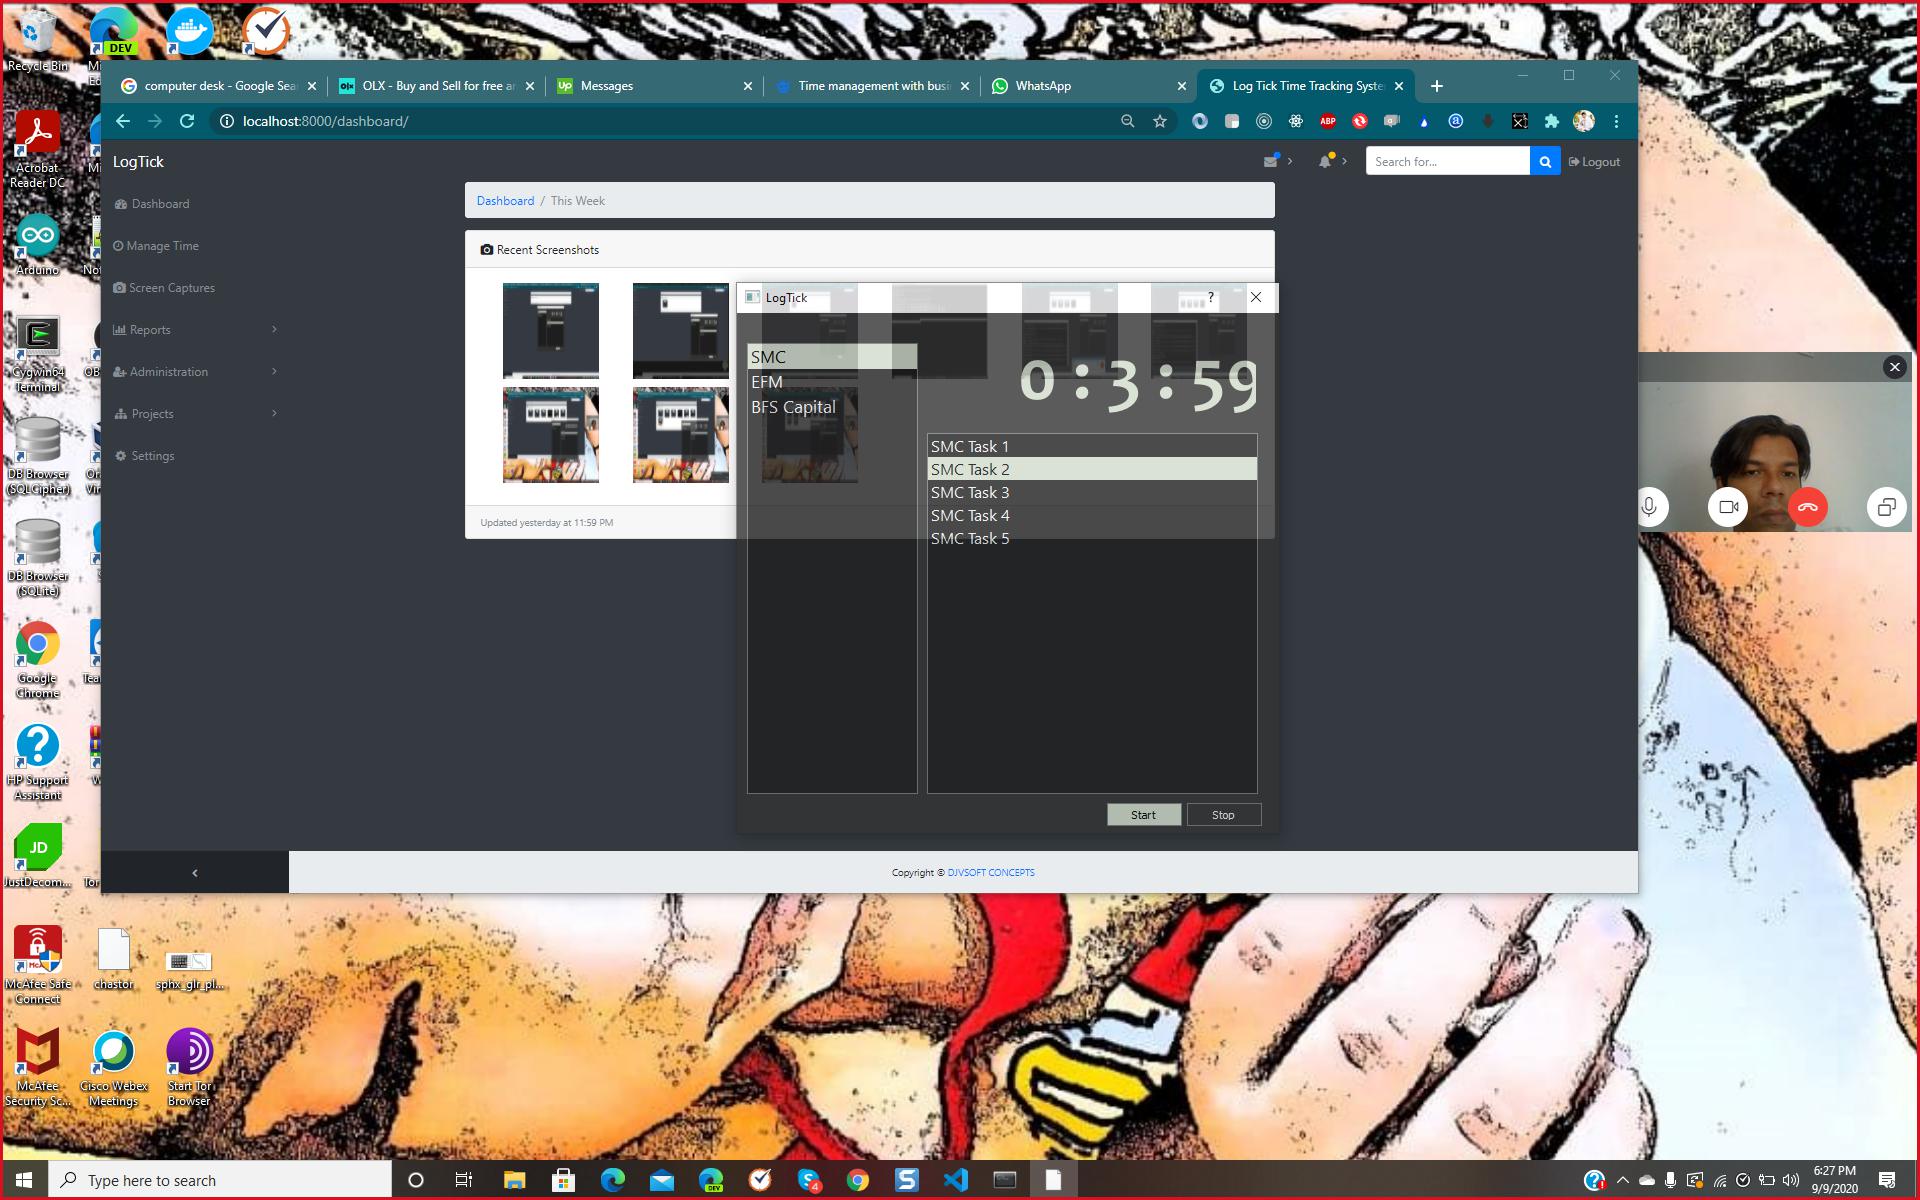 Recycle Bin
DEV
computer desk - Google Sea
OLX - Buy and Sell for free a
Messages
Time management with busi
WhatsApp
Log Tick Time Tracking Syste
localhost:8000/dashboard/
ABP
Acrobat
Reader DC
LogTick
Search for...
Logout
Dashboard
Manage Time
Screen Captures
Reports
Administration
Projects
Settings
Dashboard / This Week
Recent Screenshots
Updated yesterday at 11:59 PM
LogTick
?
SMC
EFM
BFS Capital
0:3:59
SMC Task 1
SMC Task 2
SMC Task 3
SMC Task 4
SMC Task 5
Start
Stop
Copyright © DJVSOFT CONCEPTS
Arduino
Cygwin64
Terminal
DB Browser
(SQLCipher)
DB Browser
(SQLite)
Google
Chrome
HP Support
Assistant
JD
JustDecom...
McAfee Safe
Connect
chastor
sphx_glr_pl...
McAfee
Security Sc...
Cisco Webex
Meetings
Start Tor
Browser
Type here to search
DEV
4
6:27 PM
9/9/2020